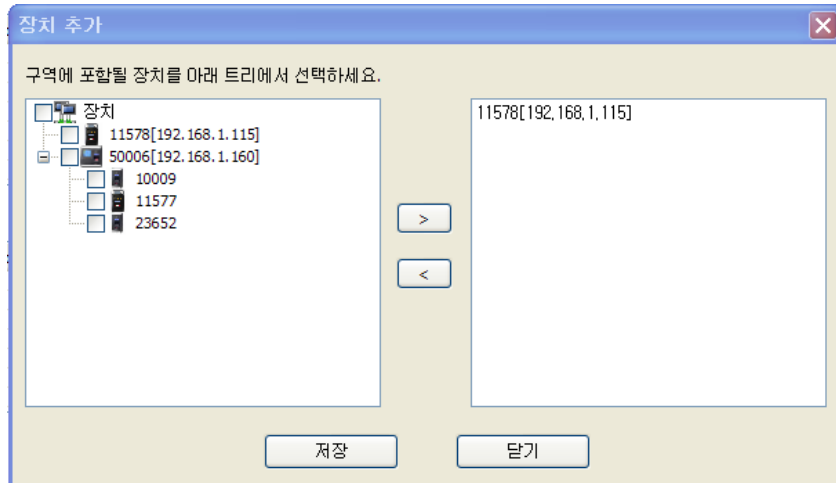 장치 추가
구역에 포함될 장치를 아래 트리에서 선택하세요.
장치
11578[192.168.1.115]
50006[192.168.1.160]
10009
11577
23652
>
<
11578[192,168,1,115]
저장
닫기